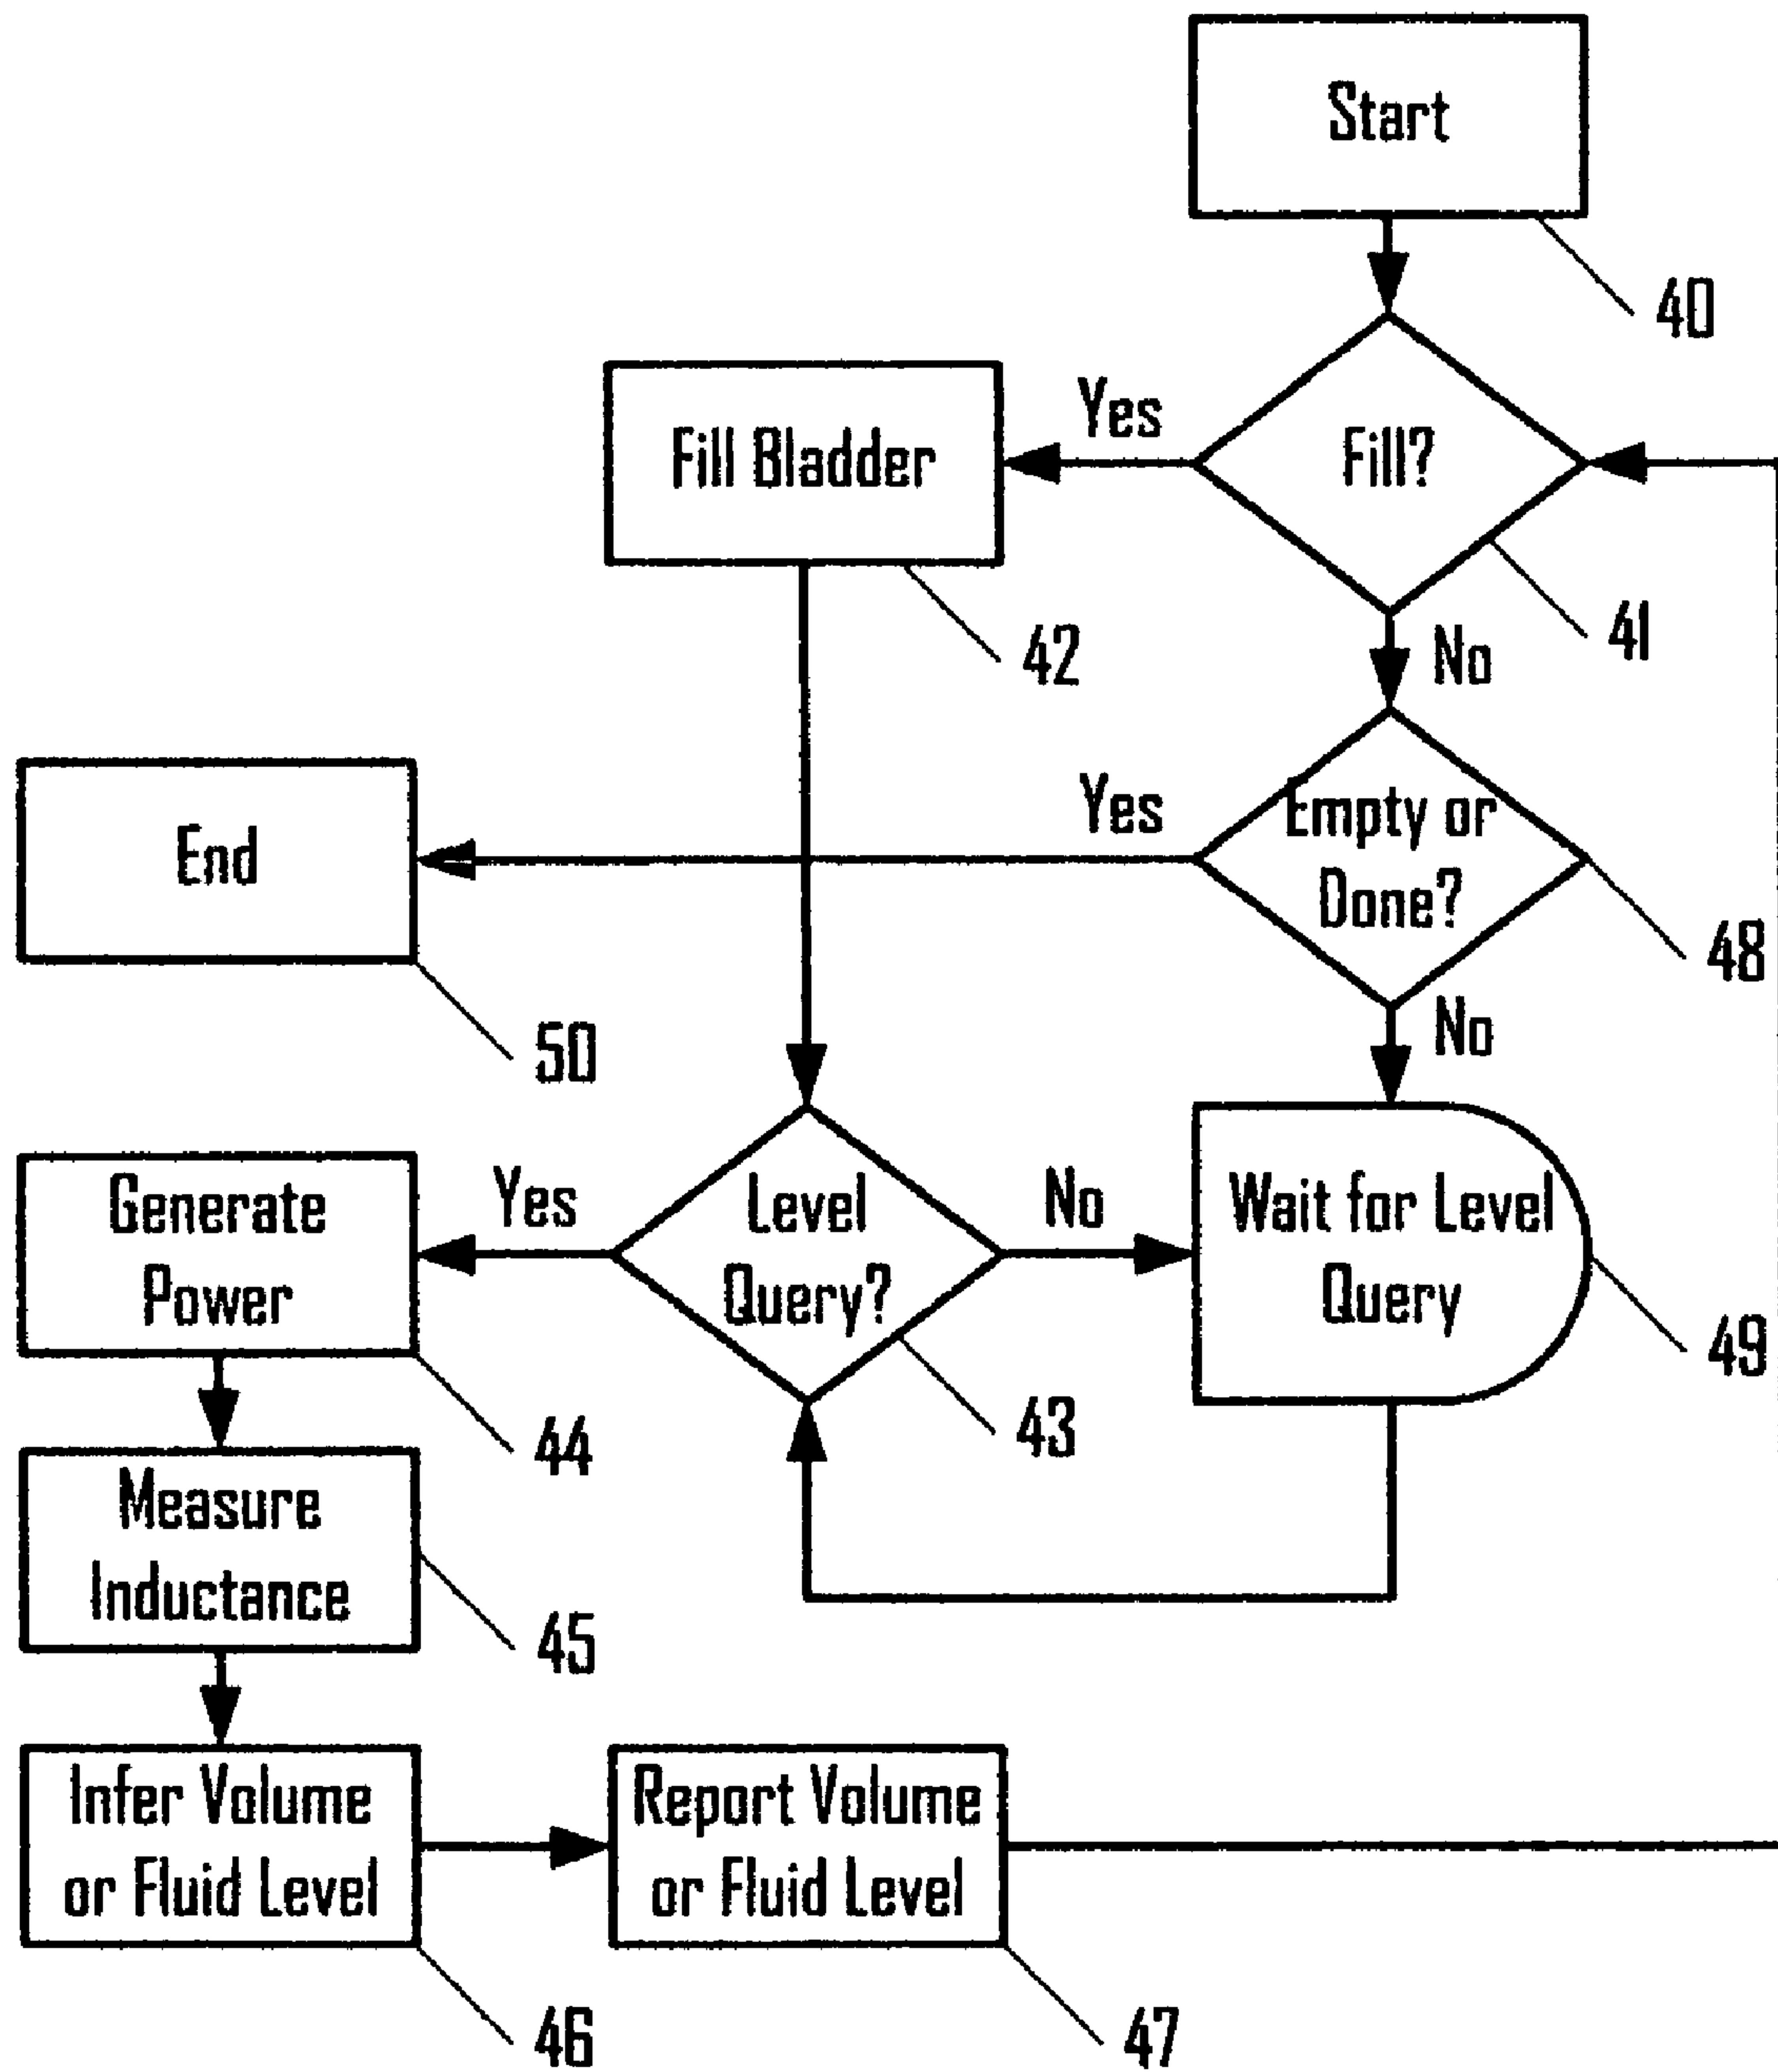 Start
40
Yes
Fill Bladder
Fill?
42
41
No
Yes
Empty or
Done?
End
48
50
No
Generate
Power
Yes
Level
Query?
No
Wait for Level
Query
49
43
44
Measure
Inductance
45
Infer Volume
or Fluid Level
Report Volume
or Fluid Level
46
47